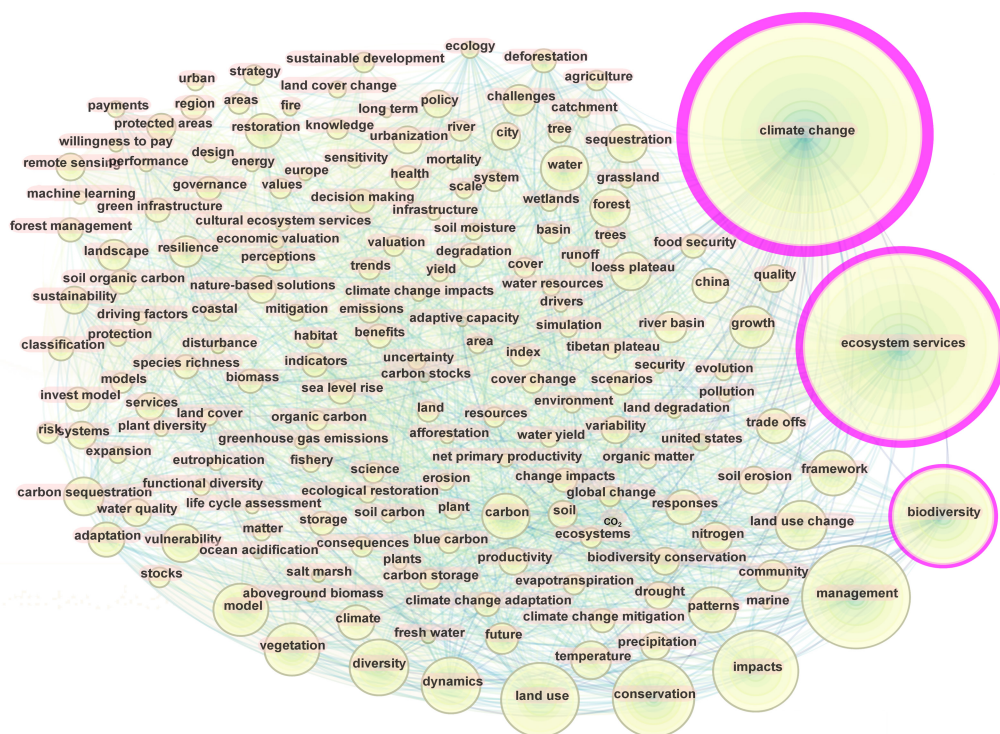 ecology
sustainable development
deforestation
strategy
agriculture
urban
land cover change
payments
region
areas
fire
long term
policy
challenges
catchment
protected areas
restoration
knowledge
urbanization
river
city
tree
sequestration
climate change
willingness to pay
remote sensing
performance
design
energy
europe
sensitivity
mortality
water
health
system
grassland
machine learning
governance
values
decision making
scale
wetlands
forest
green infrastructure
infrastructure
forest management
cultural ecosystem services
soil moisture
basin
trees
food security
landscape
resilience
economic valuation
perceptions
valuation
degradation
runoff
soil organic carbon
trends
yield
cover
loess plateau
quality
nature-based solutions
water resources
china
sustainability
climate change impacts
drivers
driving factors
coastal
mitigation
emissions
adaptive capacity
simulation
river basin
growth
protection
habitat
benefits
classification
disturbance
area
index
tibetan plateau
ecosystem services
species richness
indicators
uncertainty
carbon stocks
security
evolution
models
biomass
sea level rise
cover change
scenarios
pollution
invest model
services
land cover
organic carbon
land
resources
environment
land degradation
risk
systems
plant diversity
greenhouse gas emissions
afforestation
water yield
variability
united states
trade offs
expansion
eutrophication
fishery
science
net primary productivity
organic matter
functional diversity
erosion
change impacts
soil erosion
framework
carbon sequestration
water quality
life cycle assessment
ecological restoration
global change
responses
storage
soil carbon
plant
carbon
soil
CO₂
land use change
biodiversity
adaptation
vulnerability
matter
ocean acidification
consequences
blue carbon
ecosystems
nitrogen
plants
productivity
biodiversity conservation
stocks
salt marsh
carbon storage
evapotranspiration
community
aboveground biomass
drought
management
model
climate change adaptation
patterns
marine
climate
climate change mitigation
vegetation
fresh water
future
precipitation
temperature
diversity
impacts
dynamics
land use
conservation